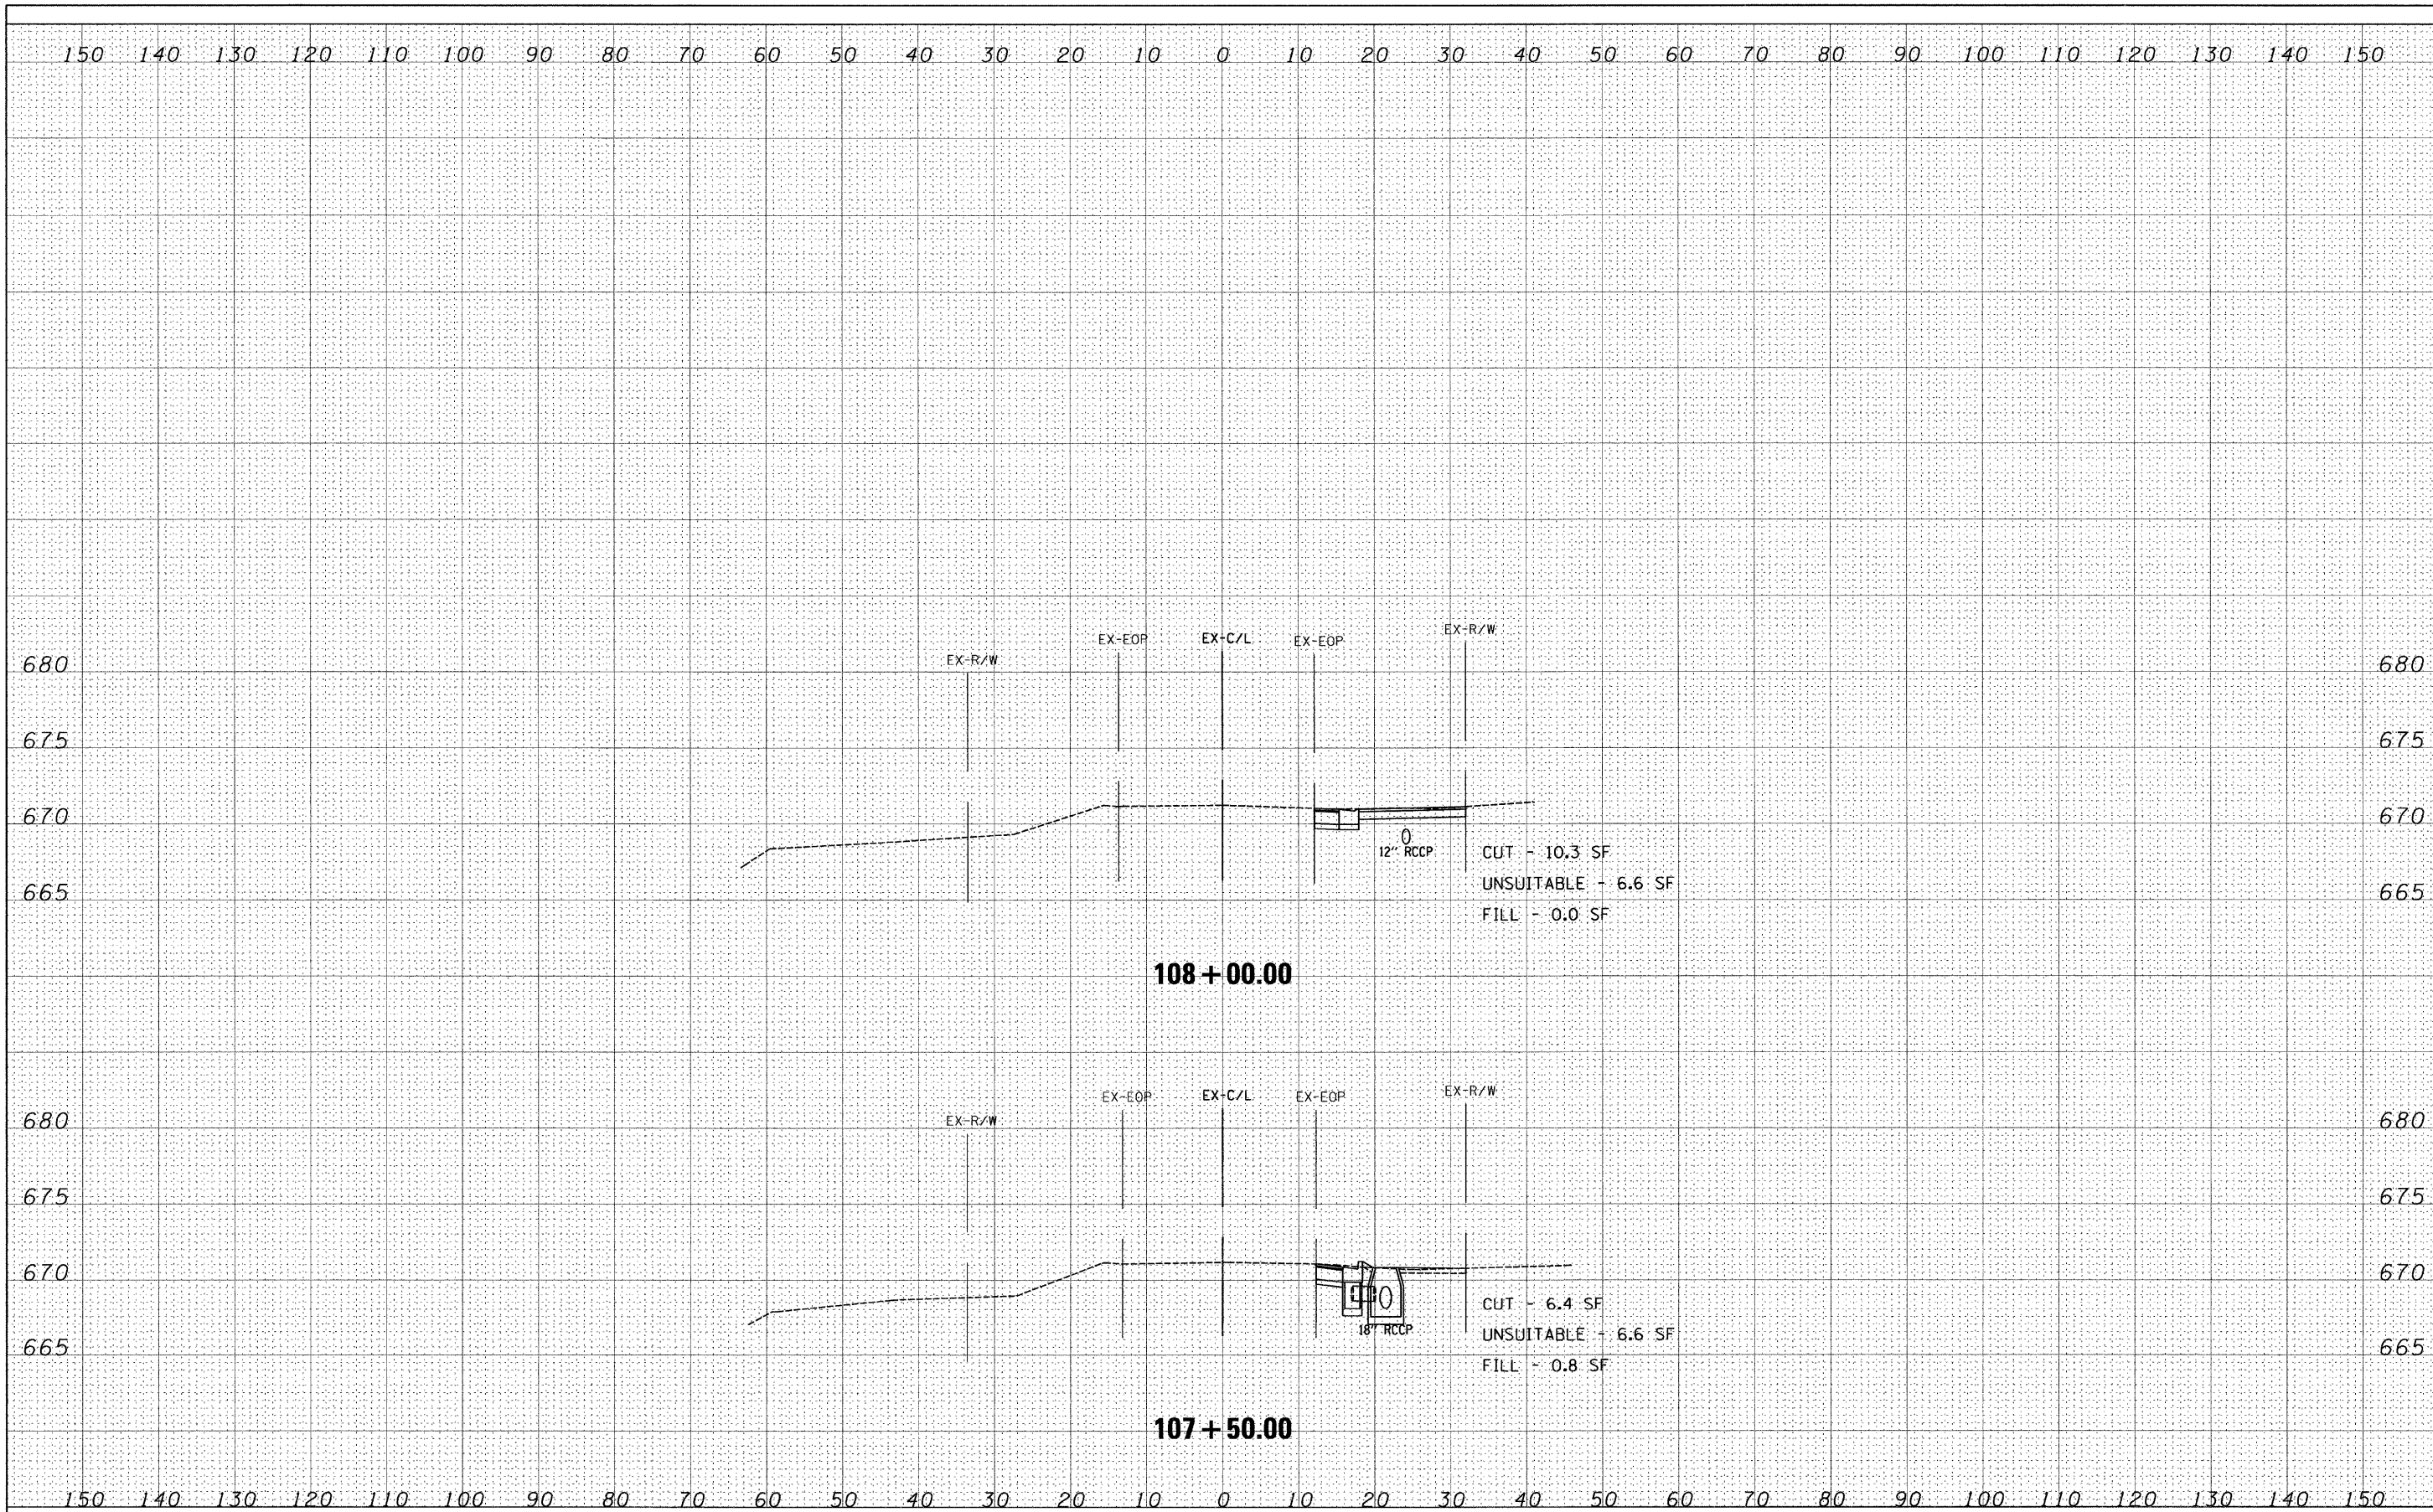 150 140 130 120 110 100 90 80 70 60 50 40 30 20 10 0 10 20 30 40 50 60 70 80 90 100 110 120 130 140 150
EX-R/W EX-EOP EX-C/L EX-EOP EX-R/W
680 680
675 675
670 670
12" RCCP
CUT - 10.3 SF
UNSUITABLE - 6.6 SF
665 665
FILL - 0.0 SF
108+00.00
EX-R/W EX-EOP EX-C/L EX-EOP EX-R/W
680 680
675 675
670 670
CUT - 6.4 SF
18" RCCP
UNSUITABLE - 6.6 SF
665 665
FILL - 0.8 SF
107+50.00
150 140 130 120 110 100 90 80 70 60 50 40 30 20 10 0 10 20 30 40 50 60 70 80 90 100 110 120 130 140 150